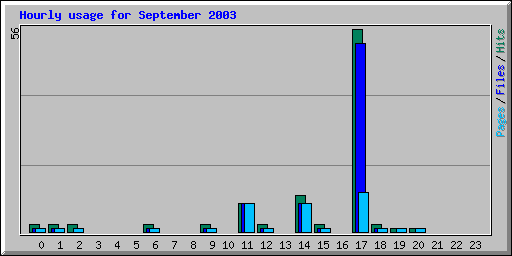 Hourly usage for September 2003
56
Pages/Files/Hits
0 1 2 3 4 5 6 7 8 9 10 11 12 13 14 15 16 17 18 19 20 21 22 23